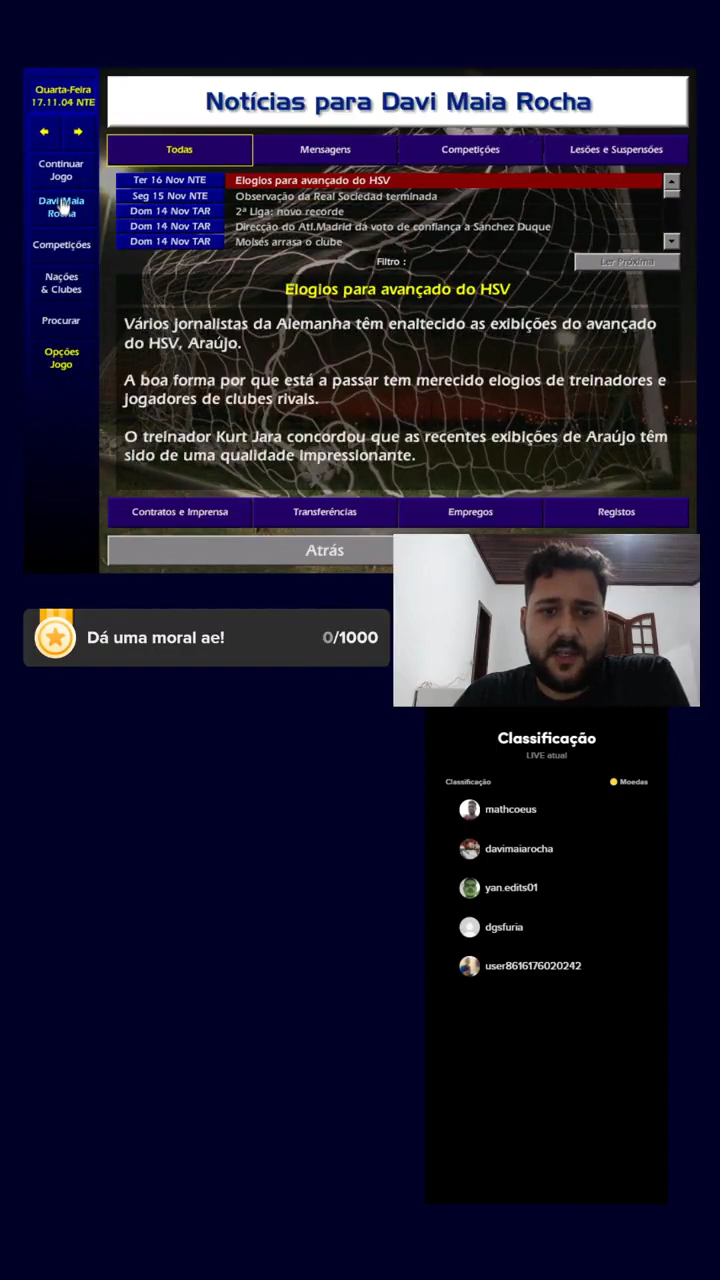 Quarta-Feira
17.11.04 NTE
Continuar
Jogo
Davi Maia
Rocha
Competições
Nações
& Clubes
Procurar
Opções
Jogo
Notícias para Davi Maia Rocha
Todas
Mensagens
Competições
Lesões e Suspensões
Ter 16 Nov NTE
Elogios para avançado do HSV
Seg 15 Nov NTE
Observação da Real Sociedad terminada
Dom 14 Nov TAR
2ª Liga: novo recorde
Dom 14 Nov TAR
Direcção do Atl.Madrid dá voto de confiança a Sánchez Duque
Dom 14 Nov TAR
Moisés arrasa o clube
Filtro :
Ler Próxima
Elogios para avançado do HSV
Vários jornalistas da Alemanha têm enaltecido as exibições do avançado
do HSV, Araújo.
A boa forma por que está a passar tem merecido elogios de treinadores e
jogadores de clubes rivais.
O treinador Kurt Jara concordou que as recentes exibições de Araújo têm
sido de uma qualidade impressionante.
Contratos e Imprensa
Transferências
Empregos
Registos
Atrás
Dá uma moral ae!
0/1000
Classificação
LIVE atual
Classificação
Moedas
mathcoeus
davimaiarocha
yan.edits01
dgsfuria
user8616176020242